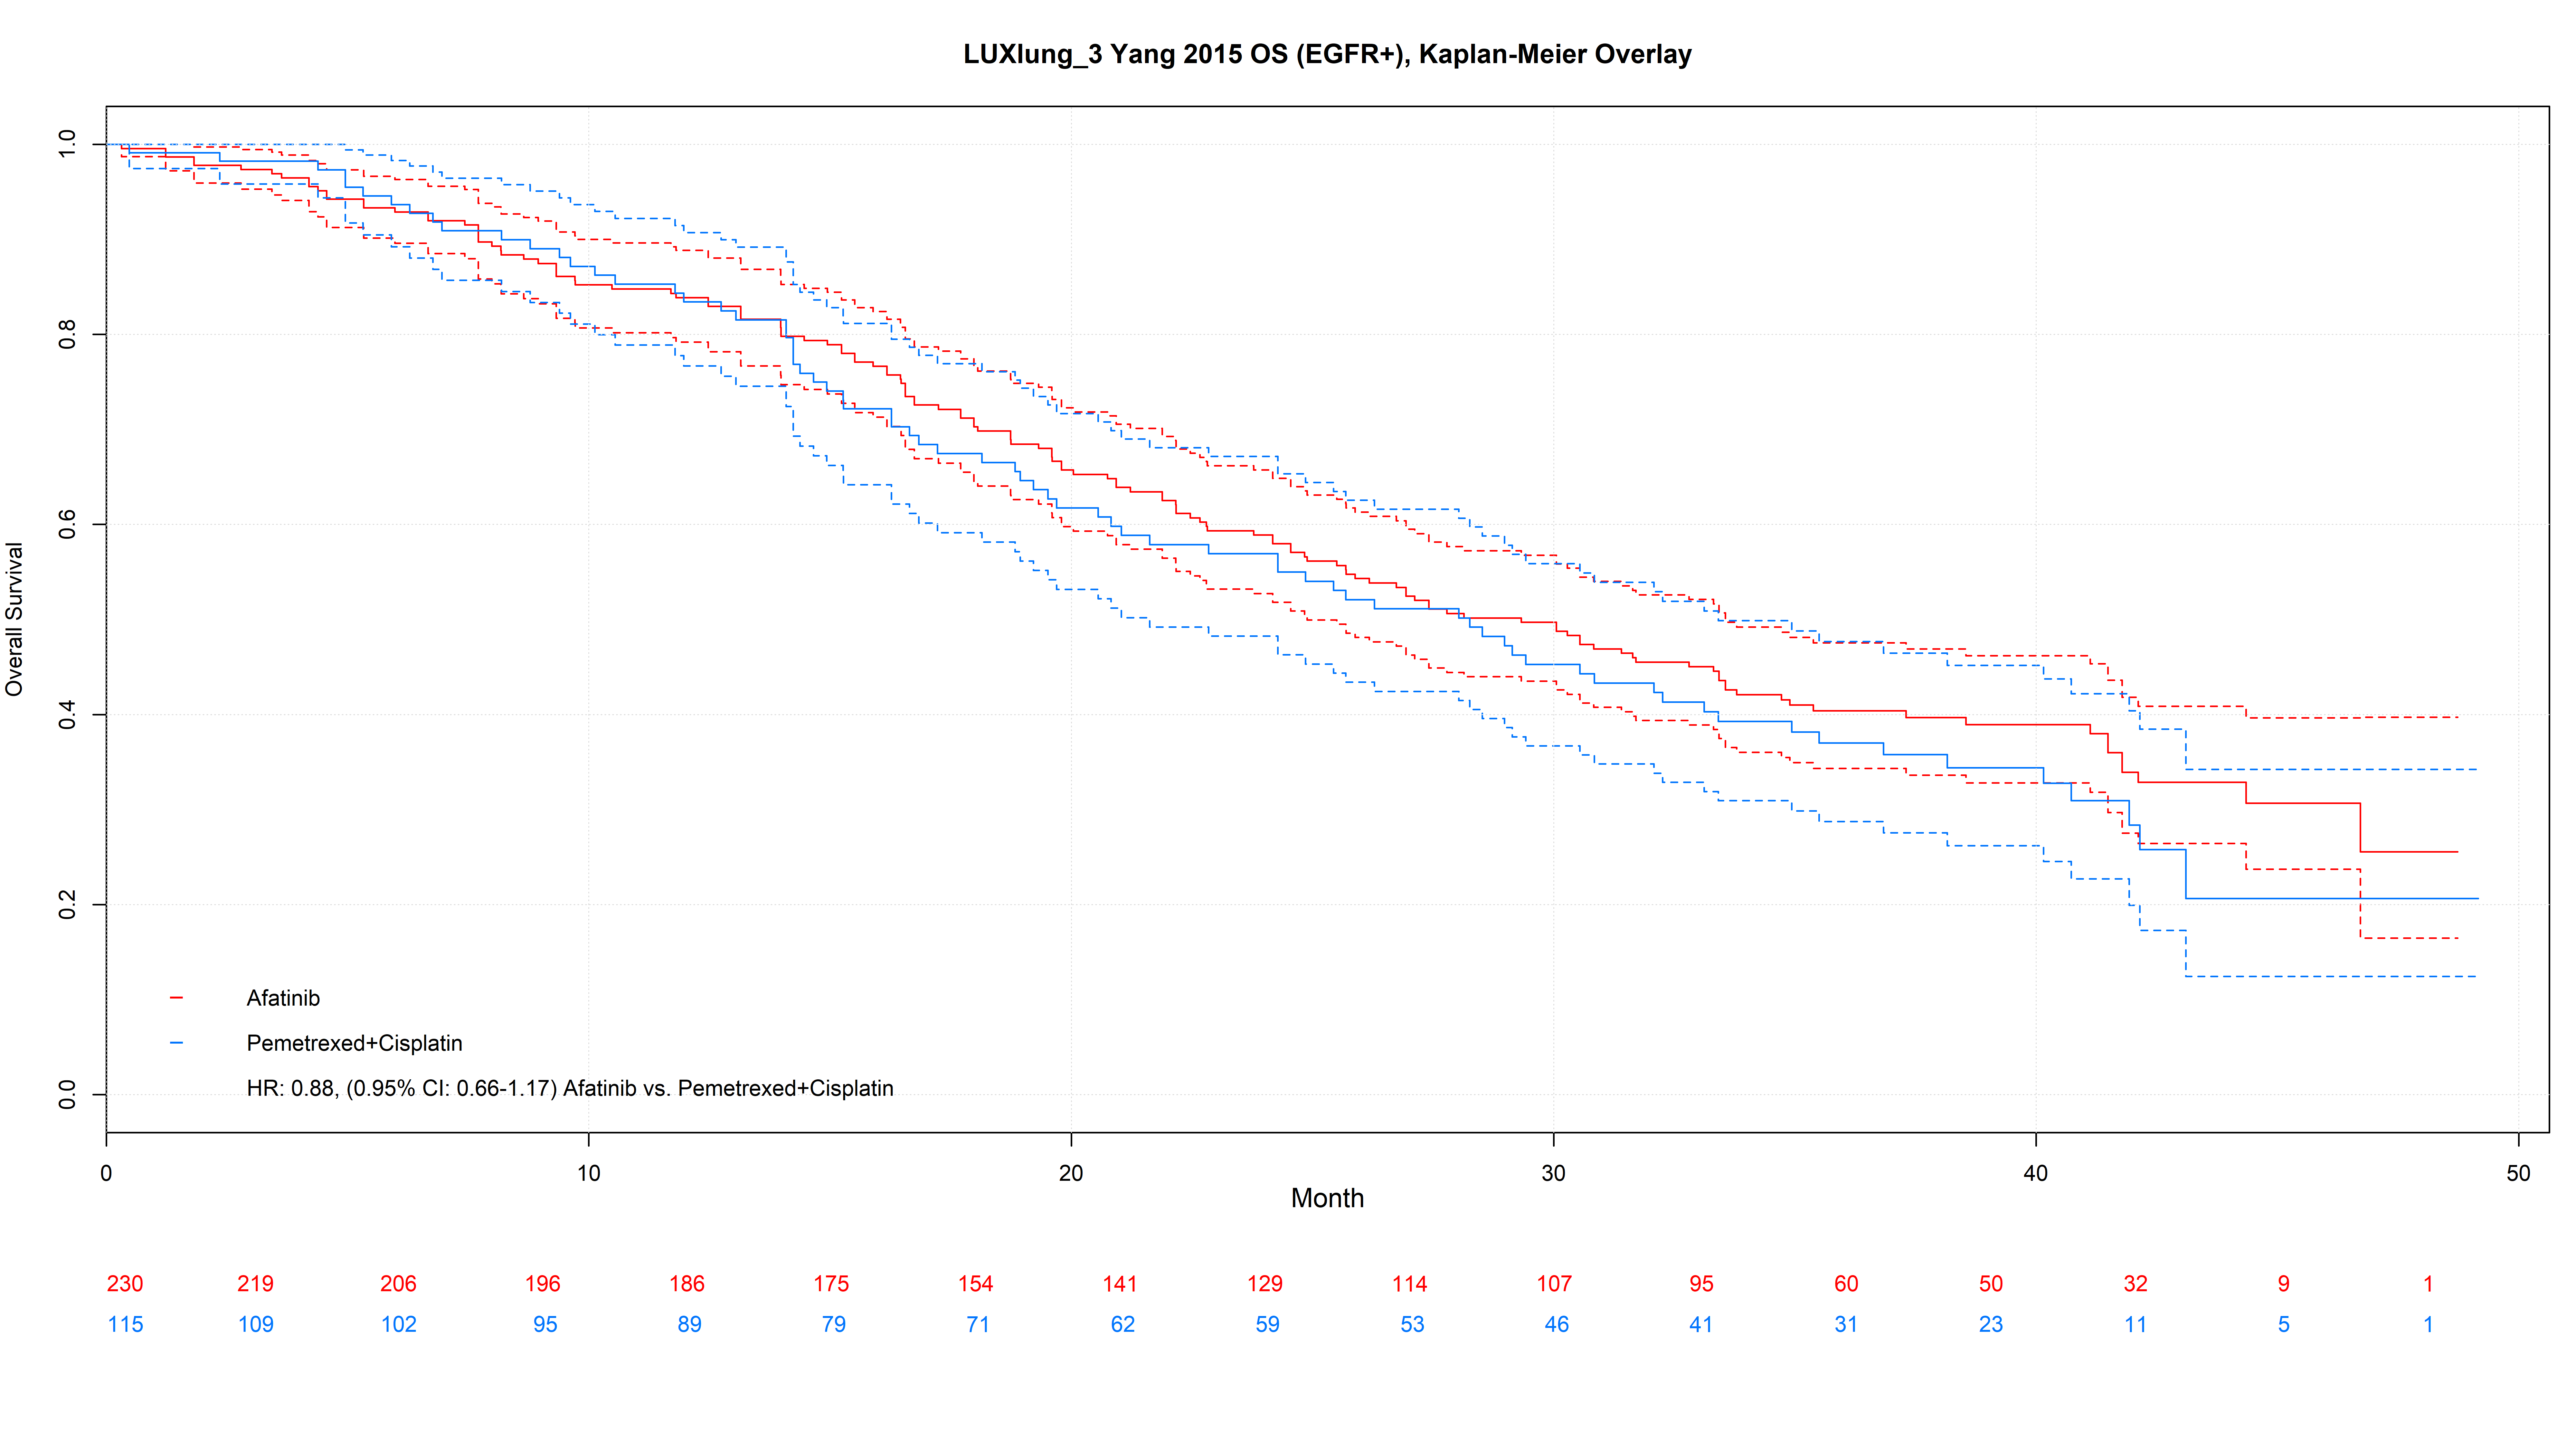 LUXlung_3 Yang 2015 OS (EGFR+), Kaplan-Meier Overlay
Overall Survival
1.0
0.8
0.6
0.4
0.2
0.0
Afatinib
Pemetrexed+Cisplatin
HR: 0.88, (0.95% CI: 0.66-1.17) Afatinib vs. Pemetrexed+Cisplatin
0 10 20 30 40 50
Month
230 219 206 196 186 175 154 141 129 114 107 95 60 50 32 9 1
115 109 102 95 89 79 71 62 59 53 46 41 31 23 11 5 1